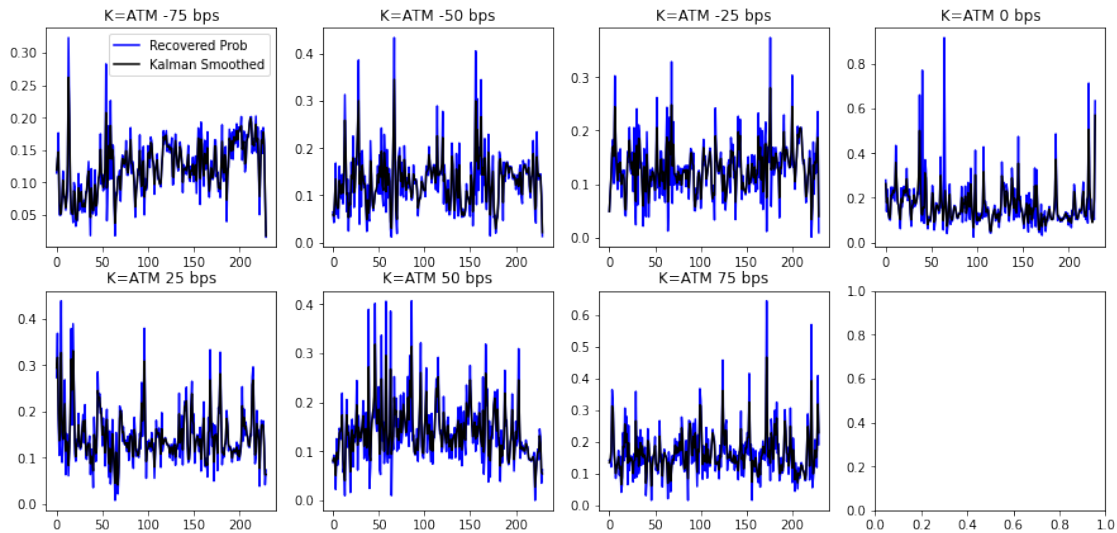 K=ATM -75 bps
K=ATM -50 bps
K=ATM -25 bps
K=ATM 0 bps
Recovered Prob
Kalman Smoothed
0.30
0.25
0.20
0.15
0.10
0.05
0 50 100 150 200
0.4
0.3
0.2
0.1
0.0
0 50 100 150 200
0.3
0.2
0.1
0.0
0 50 100 150 200
0.8
0.6
0.4
0.2
0.0
0 50 100 150 200
K=ATM 25 bps
K=ATM 50 bps
K=ATM 75 bps
0.4
0.3
0.2
0.1
0.0
0 50 100 150 200
0.4
0.3
0.2
0.1
0.0
0 50 100 150 200
0.6
0.5
0.4
0.3
0.2
0.1
0.0
0 50 100 150 200
1.0
0.8
0.6
0.4
0.2
0.0
0.0 0.2 0.4 0.6 0.8 1.0